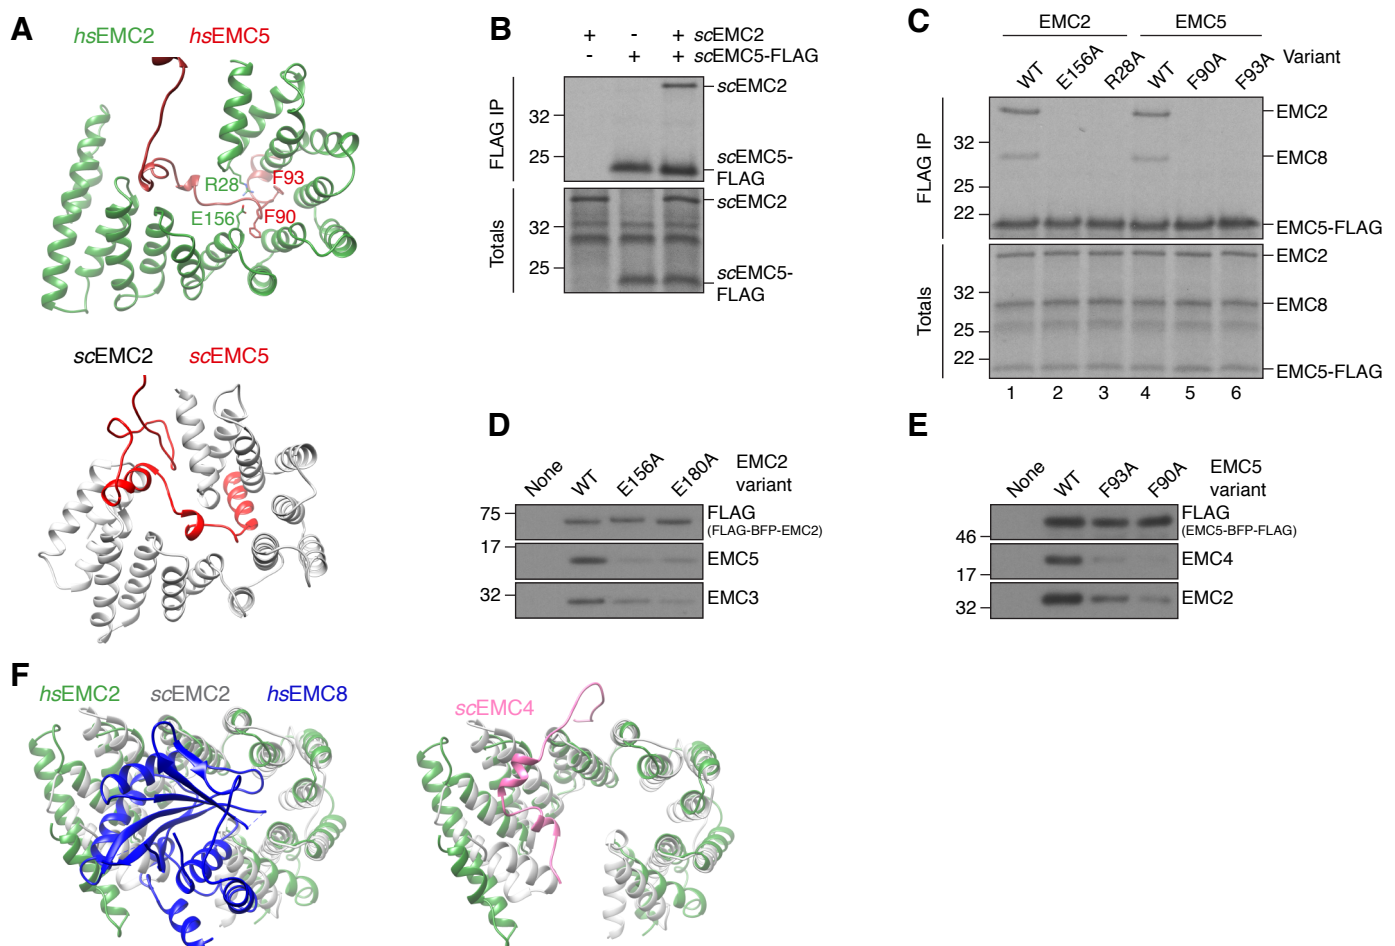 A
hsEMC2 hsEMC5
R28
F93
E156
F90
scEMC2 scEMC5
B
+ - + scEMC2
- + + scEMC5-FLAG
FLAG IP
32
25
scEMC2
scEMC5-
FLAG
Totals
32
25
scEMC2
scEMC5-
FLAG
C
EMC2 EMC5
WT E156A R28A WT F90A F93A Variant
FLAG IP
32
25
22
EMC2
EMC8
EMC5-FLAG
Totals
32
25
22
EMC2
EMC8
EMC5-FLAG
1 2 3 4 5 6
D
None WT E156A E180A EMC2
variant
75
17
32
FLAG
(FLAG-BFP-EMC2)
EMC5
EMC3
E
None WT F93A F90A EMC5
variant
46
17
32
FLAG
(EMC5-BFP-FLAG)
EMC4
EMC2
F
hsEMC2 scEMC2 hsEMC8
scEMC4